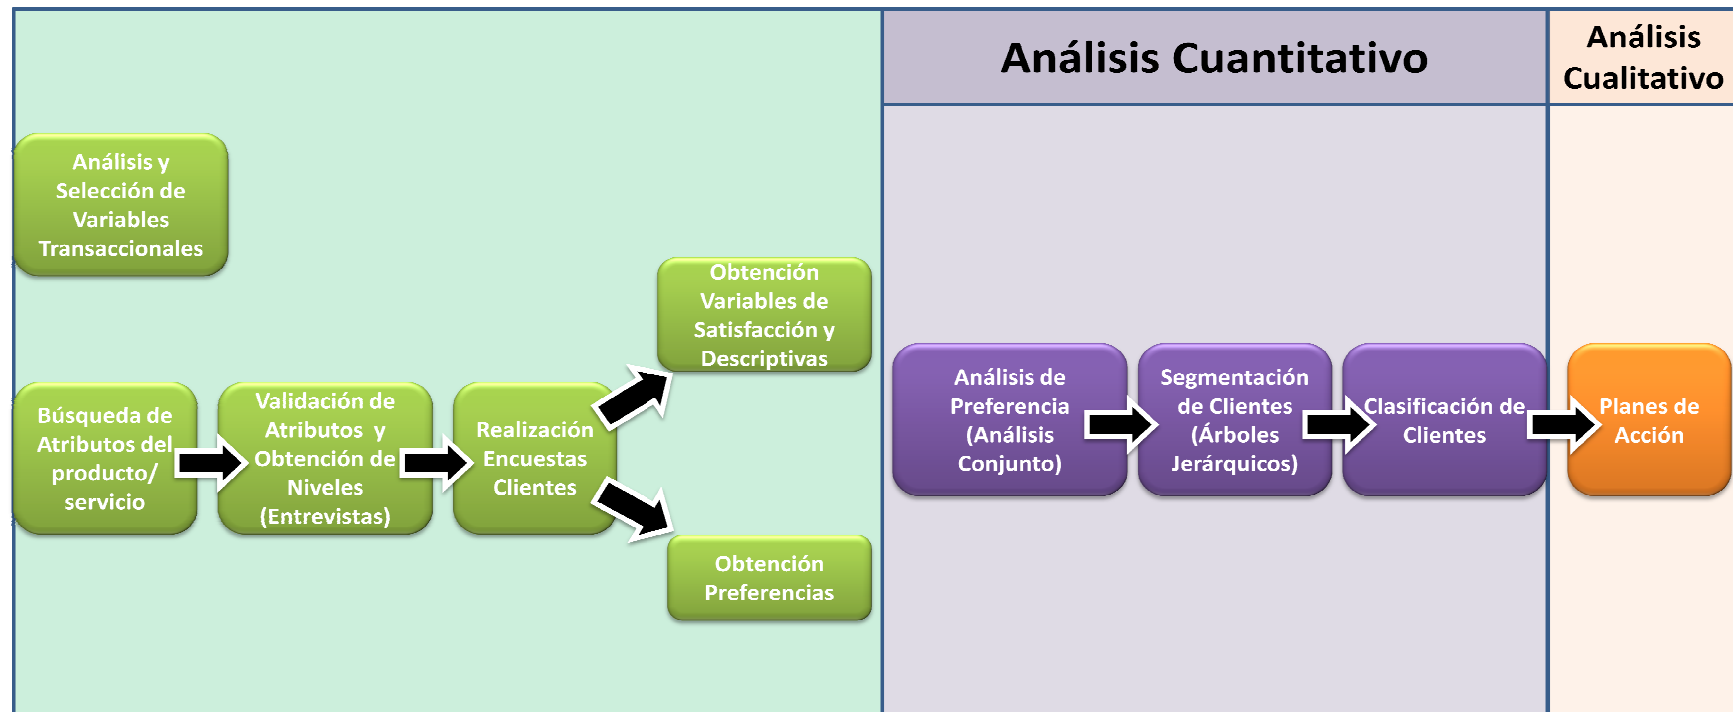 Análisis Cuantitativo
Análisis
Cualitativo
Análisis y
Selección de
Variables
Transaccionales
Búsqueda de
Atributos del
producto/
servicio
Validación de
Atributos y
Obtención de
Niveles
(Entrevistas)
Realización
Encuestas
Clientes
Obtención
Variables de
Satisfacción y
Descriptivas
Obtención
Preferencias
Análisis de
Preferencia
(Análisis
Conjunto)
Segmentación
de Clientes
(Árboles
Jerárquicos)
Clasificación de
Clientes
Planes de
Acción